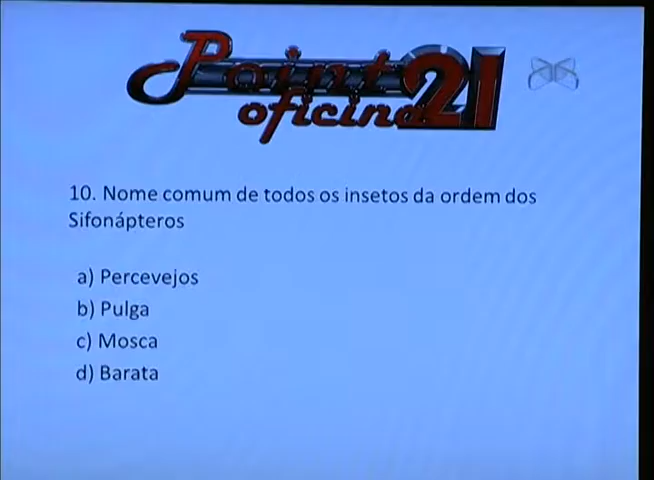 Point 21
oficina
10. Nome comum de todos os insetos da ordem dos
Sifonápteros
a) Percevejos
b) Pulga
c) Mosca
d) Barata